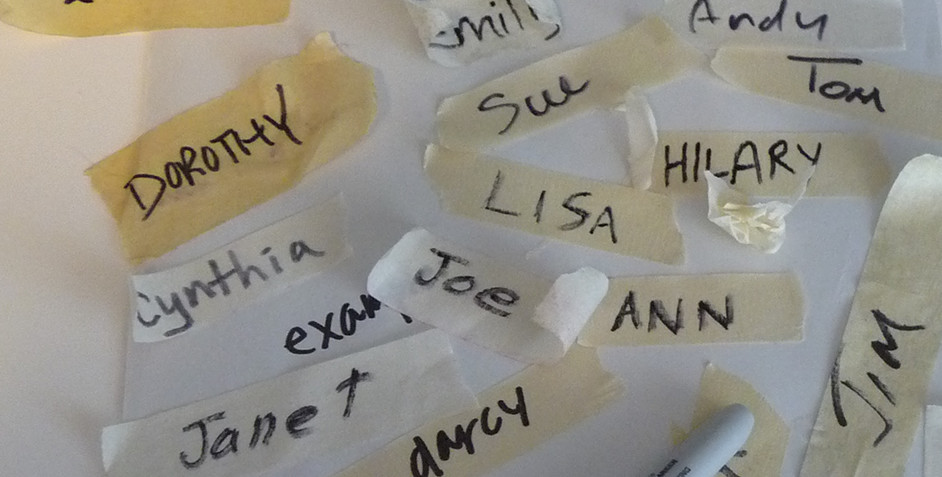 Emily
Andy
Sue
Tom
DOROTHY
HILARY
LISA
Cynthia
Joe
ANN
JIM
Janet
darcy